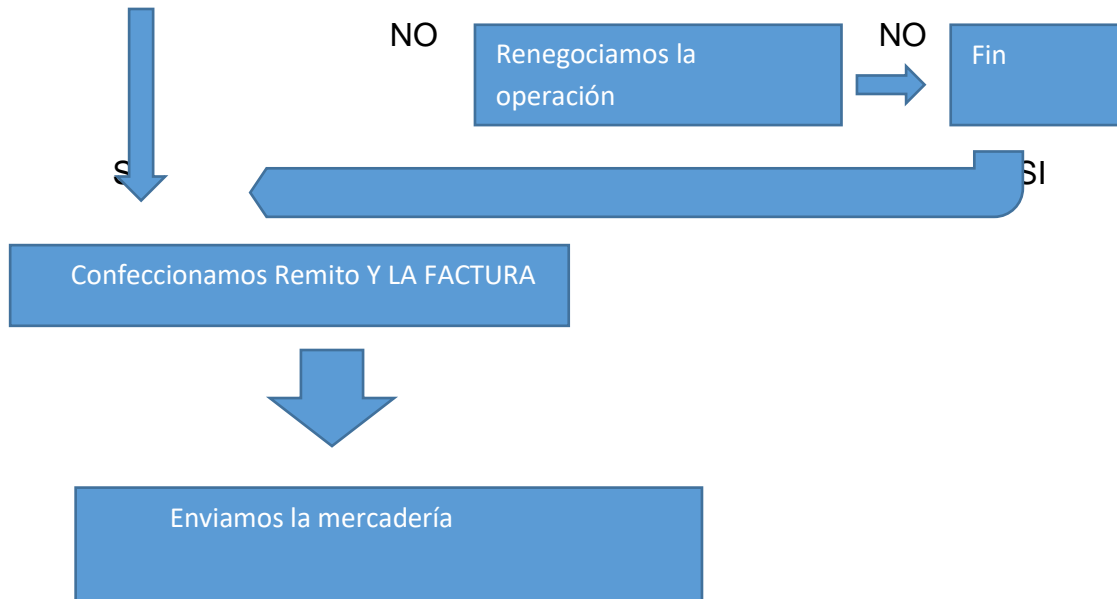 NO
Renegociamos la
operación
NO
Fin
SI
Confeccionamos Remito Y LA FACTURA
Enviamos la mercadería